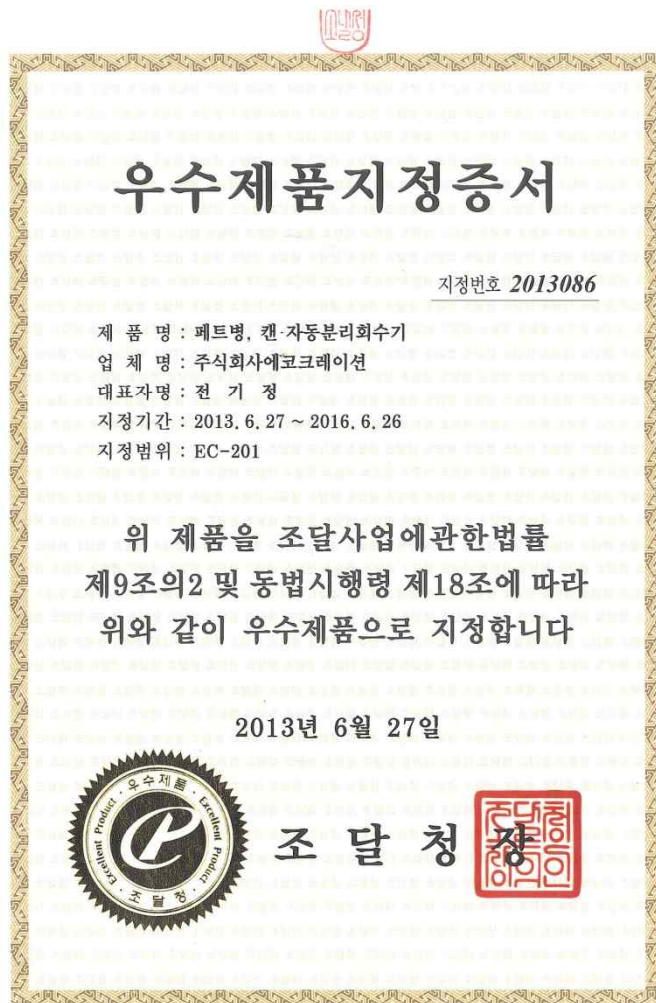 우수제품지정증서
지정번호 2013086
제 품 명 : 페트병, 캔·자동분리회수기
업 체 명 : 주식회사에코크레이션
대표자명 : 전 기 정
지정기간 : 2013. 6. 27 ~ 2016. 6. 26
지정범위 : EC-201
위 제품을 조달사업에관한법률
제9조의2 및 동법시행령 제18조에 따라
위와 같이 우수제품으로 지정합니다
2013년 6월 27일
· 우수제품 · Excellent Product · 조달청 · Excellent Product
조 달 청 장